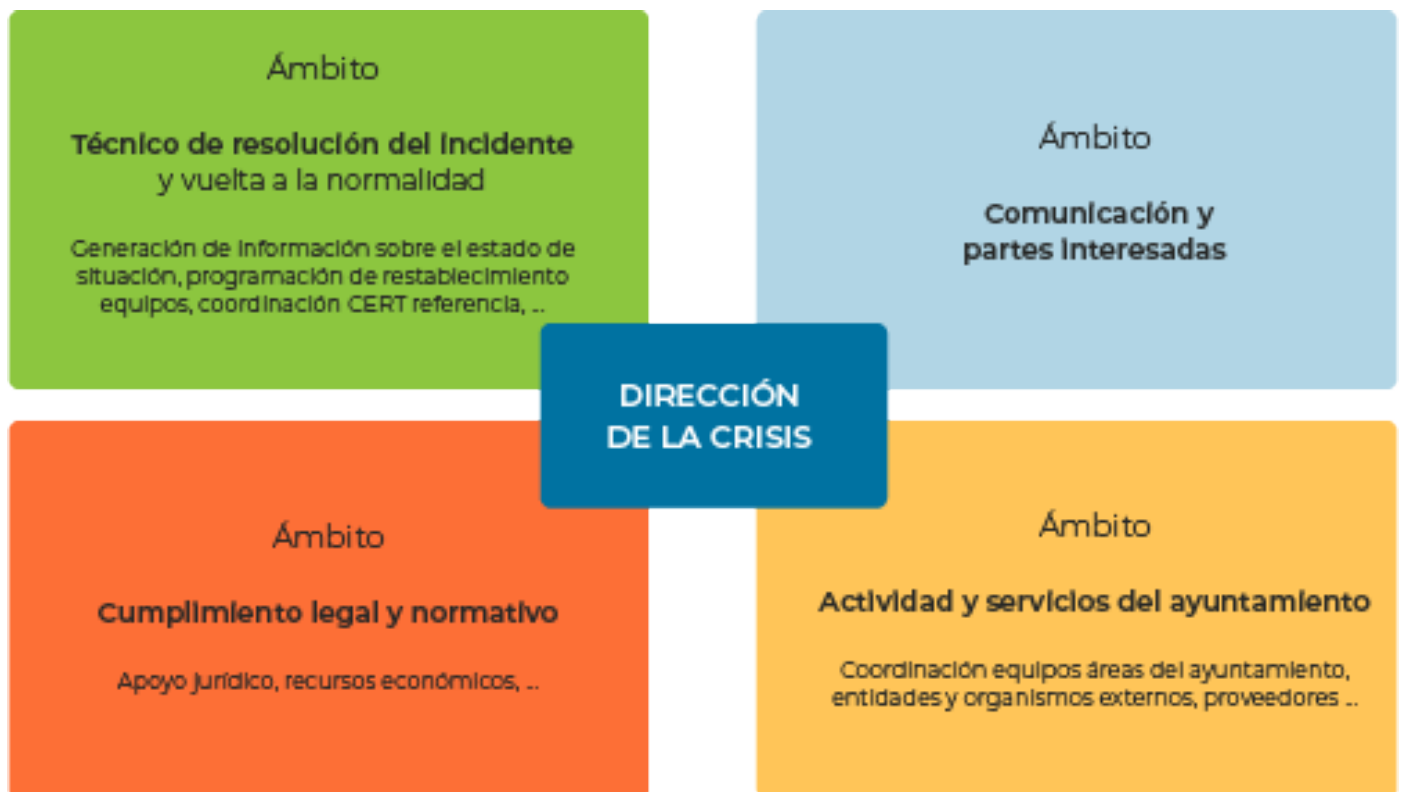 Ámbito
Técnico de resolución del incidente
y vuelta a la normalidad
Generación de información sobre el estado de
situación, programación de restablecimiento
equipos, coordinación CERT referencia, ...
Ámbito
Comunicación y
partes interesadas
DIRECCIÓN
DE LA CRISIS
Ámbito
Cumplimiento legal y normativo
Apoyo jurídico, recursos económicos, ...
Ámbito
Actividad y servicios del ayuntamiento
Coordinación equipos áreas del ayuntamiento,
entidades y organismos externos, proveedores ...